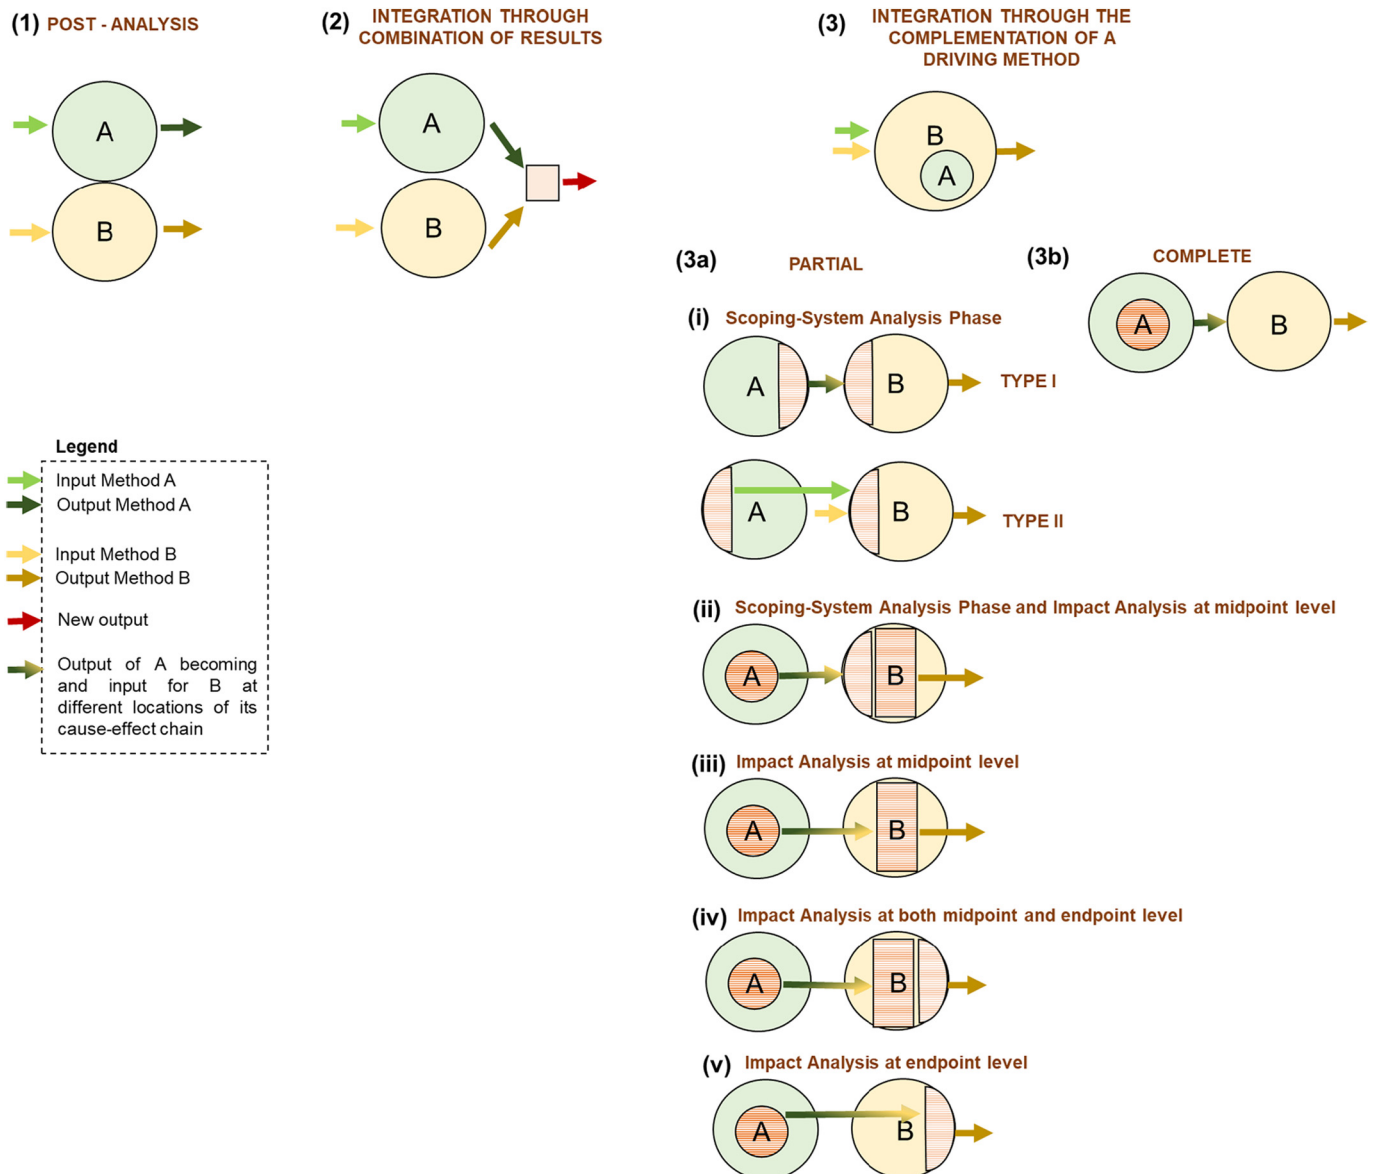 (1) POST - ANALYSIS
A
B
(2) INTEGRATION THROUGH
COMBINATION OF RESULTS
A
B
(3) INTEGRATION THROUGH THE
COMPLEMENTATION OF A
DRIVING METHOD
B
A
(3a) PARTIAL
(3b) COMPLETE
A B
(i) Scoping-System Analysis Phase
A B TYPE I
A B TYPE II
(ii) Scoping-System Analysis Phase and Impact Analysis at midpoint level
A B
(iii) Impact Analysis at midpoint level
A B
(iv) Impact Analysis at both midpoint and endpoint level
A B
(v) Impact Analysis at endpoint level
A B
Legend
Input Method A
Output Method A
Input Method B
Output Method B
New output
Output of A becoming
and input for B at
different locations of its
cause-effect chain